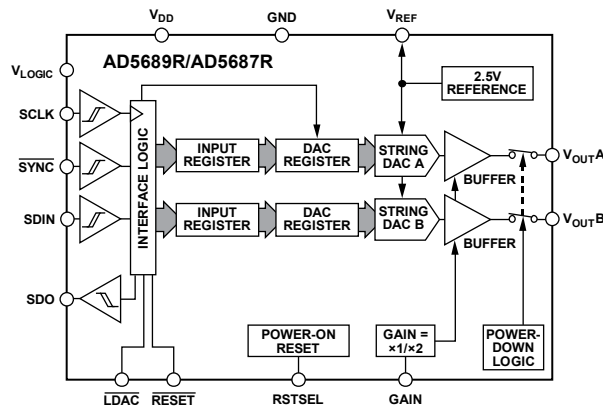 VDD
GND
VREF
AD5689R/AD5687R
VLOGIC
2.5V
REFERENCE
SCLK
SYNC
SDIN
SDO
INTERFACE LOGIC
INPUT
REGISTER
DAC
REGISTER
STRING
DAC A
BUFFER
VOUTA
INPUT
REGISTER
DAC
REGISTER
STRING
DAC B
BUFFER
VOUTB
POWER-ON
RESET
GAIN =
×1/×2
POWER-
DOWN
LOGIC
LDAC
RESET
RSTSEL
GAIN